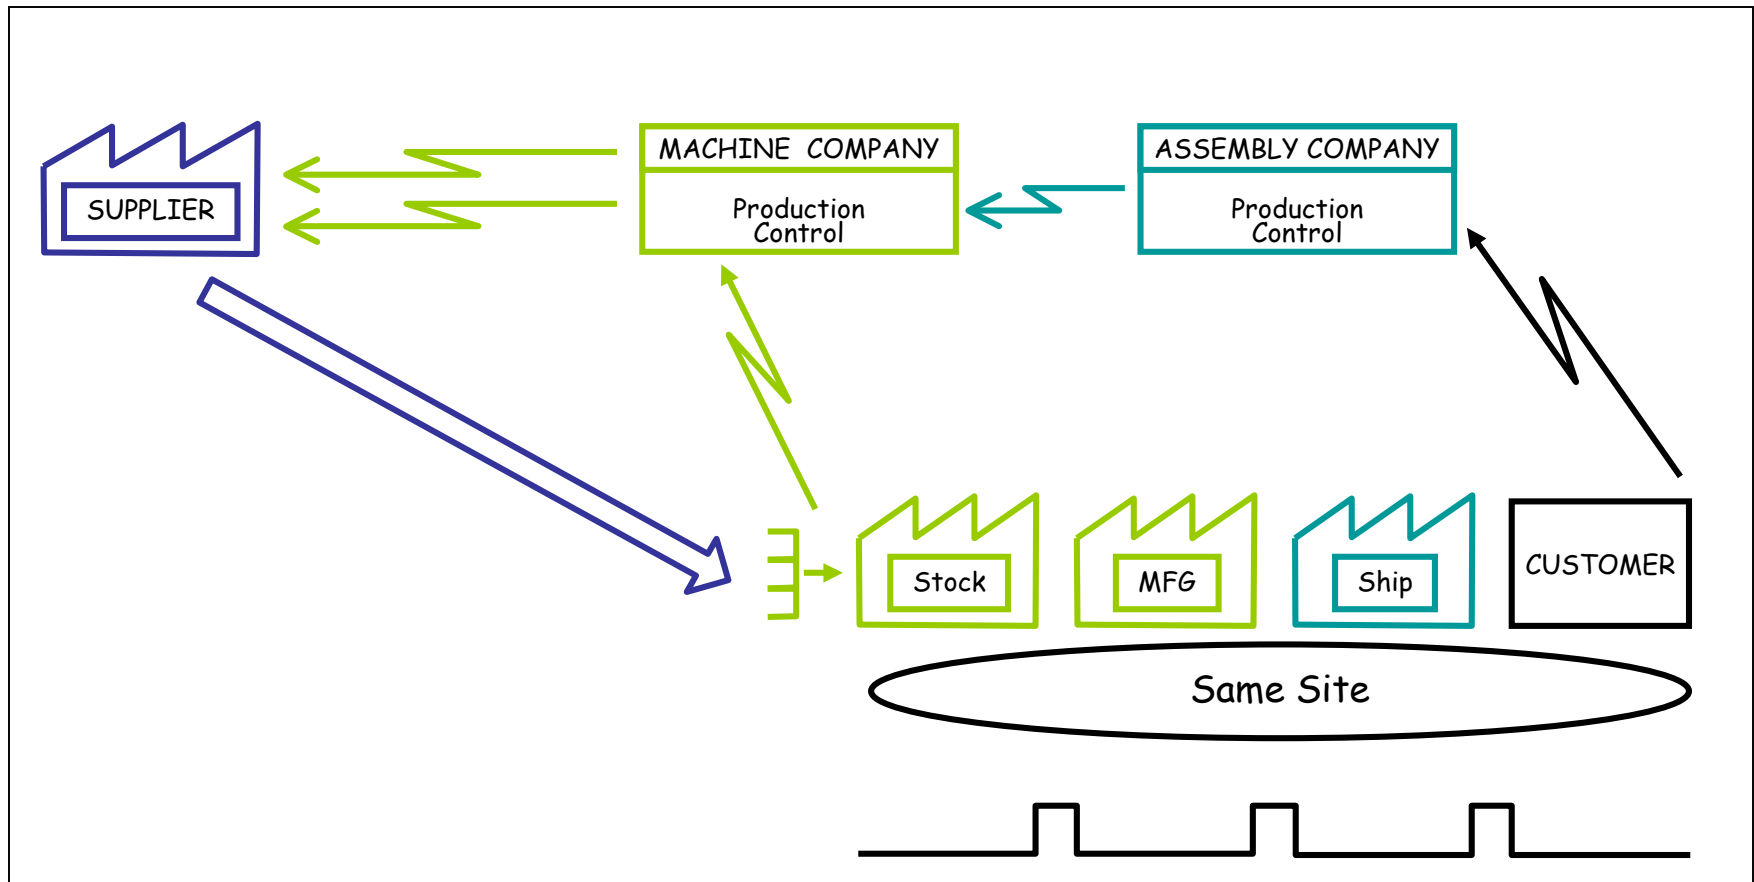 MACHINE COMPANY
ASSEMBLY COMPANY
SUPPLIER
Production
Control
Production
Control
Stock
MFG
Ship
CUSTOMER
Same Site